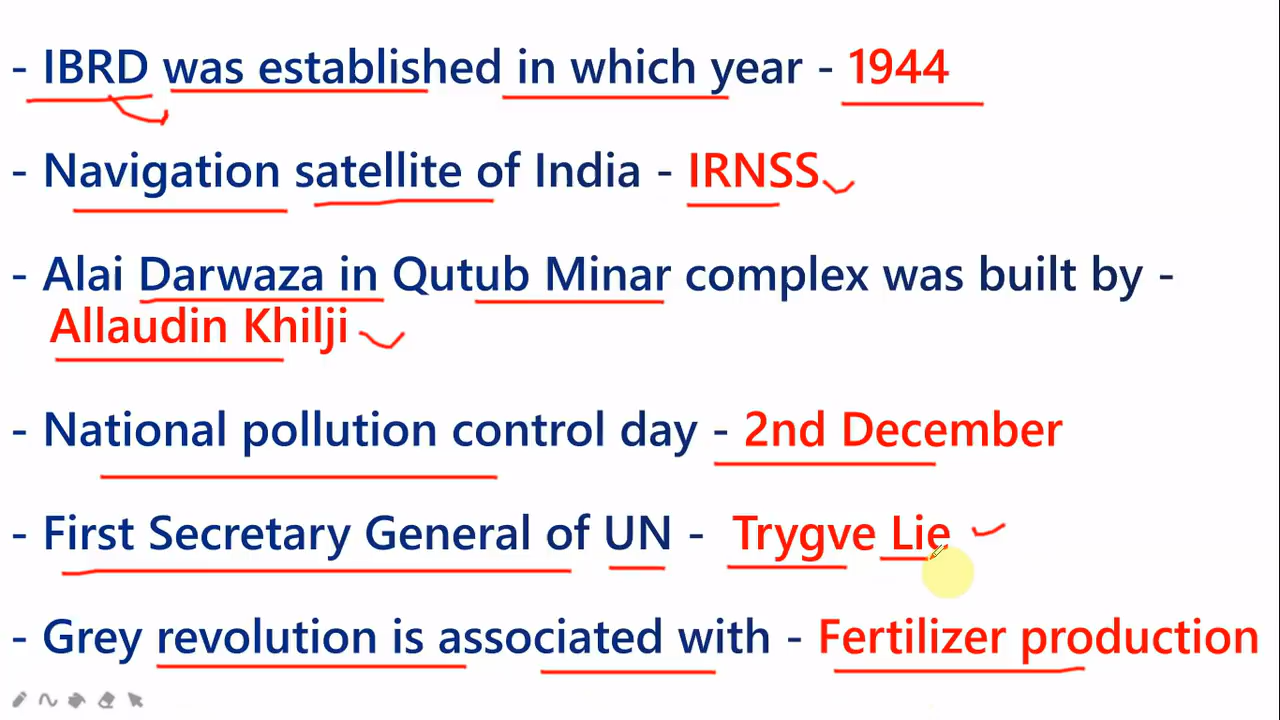 - IBRD was established in which year - 1944
- Navigation satellite of India - IRNSS
- Alai Darwaza in Qutub Minar complex was built by -
Allaudin Khilji
- National pollution control day - 2nd December
- First Secretary General of UN - Trygve Lie
- Grey revolution is associated with - Fertilizer production